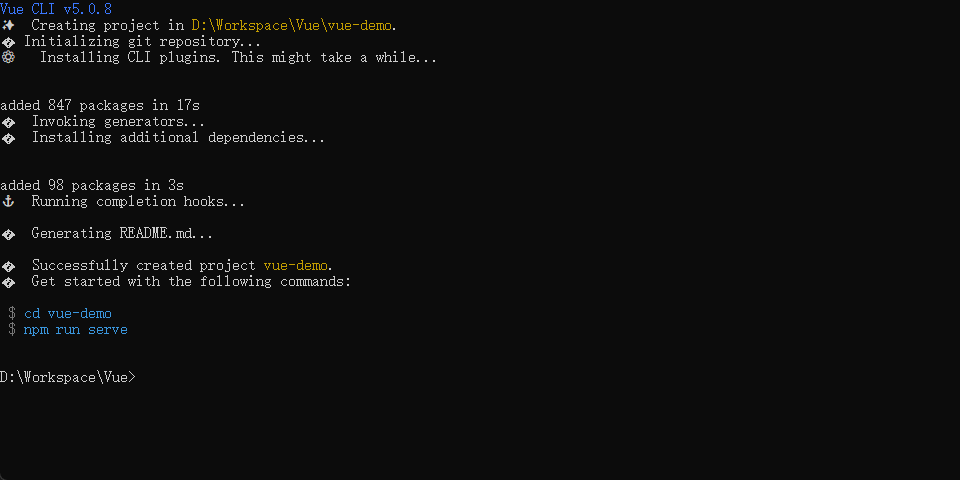 Vue CLI v5.0.8
✨ Creating project in D:\Workspace\Vue\vue-demo.
� Initializing git repository...
⚙ Installing CLI plugins. This might take a while...
added 847 packages in 17s
� Invoking generators...
� Installing additional dependencies...
added 98 packages in 3s
⚓ Running completion hooks...
� Generating README.md...
� Successfully created project vue-demo.
� Get started with the following commands:
$ cd vue-demo
$ npm run serve
D:\Workspace\Vue>